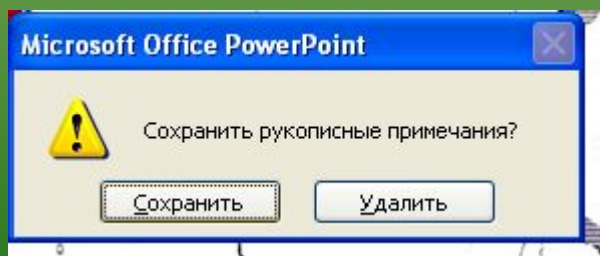 Microsoft Office PowerPoint
Сохранить рукописные примечания?
Сохранить Удалить